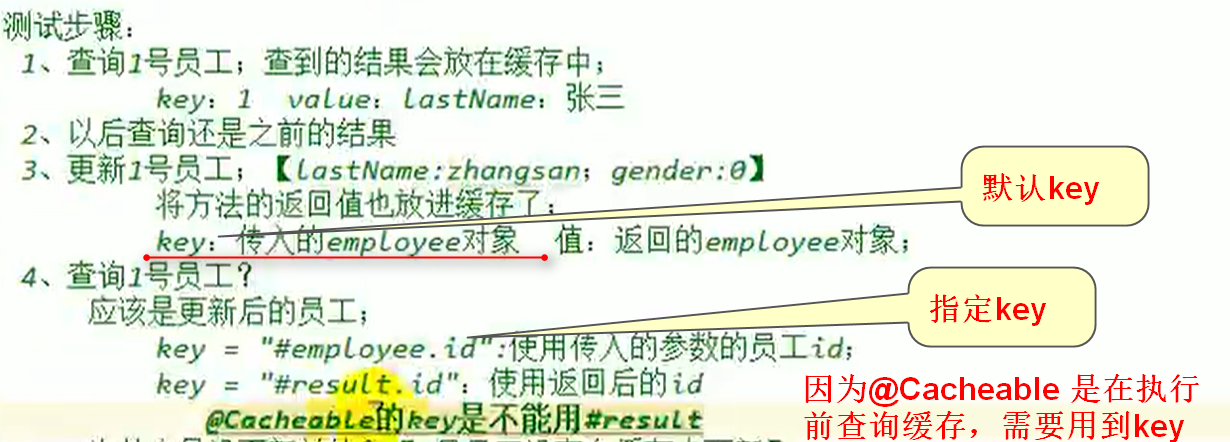 测试步骤：
1、查询1号员工；查到的结果会放在缓存中；
key：1 value：lastName：张三
2、以后查询还是之前的结果
3、更新1号员工；【lastName:zhangsan；gender:0】
将方法的返回值也放进缓存了；
默认key
key：传入的employee对象 值：返回的employee对象；
4、查询1号员工？
应该是更新后的员工；
指定key
key = "#employee.id":使用传入的参数的员工id；
key = "#result.id"：使用返回后的id
@Cacheable的key是不能用#result
因为@Cacheable 是在执行
前查询缓存，需要用到key